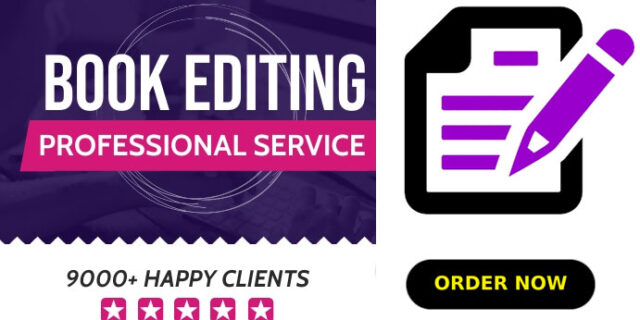 BOOK EDITING
PROFESSIONAL SERVICE
9000+ HAPPY CLIENTS
ORDER NOW